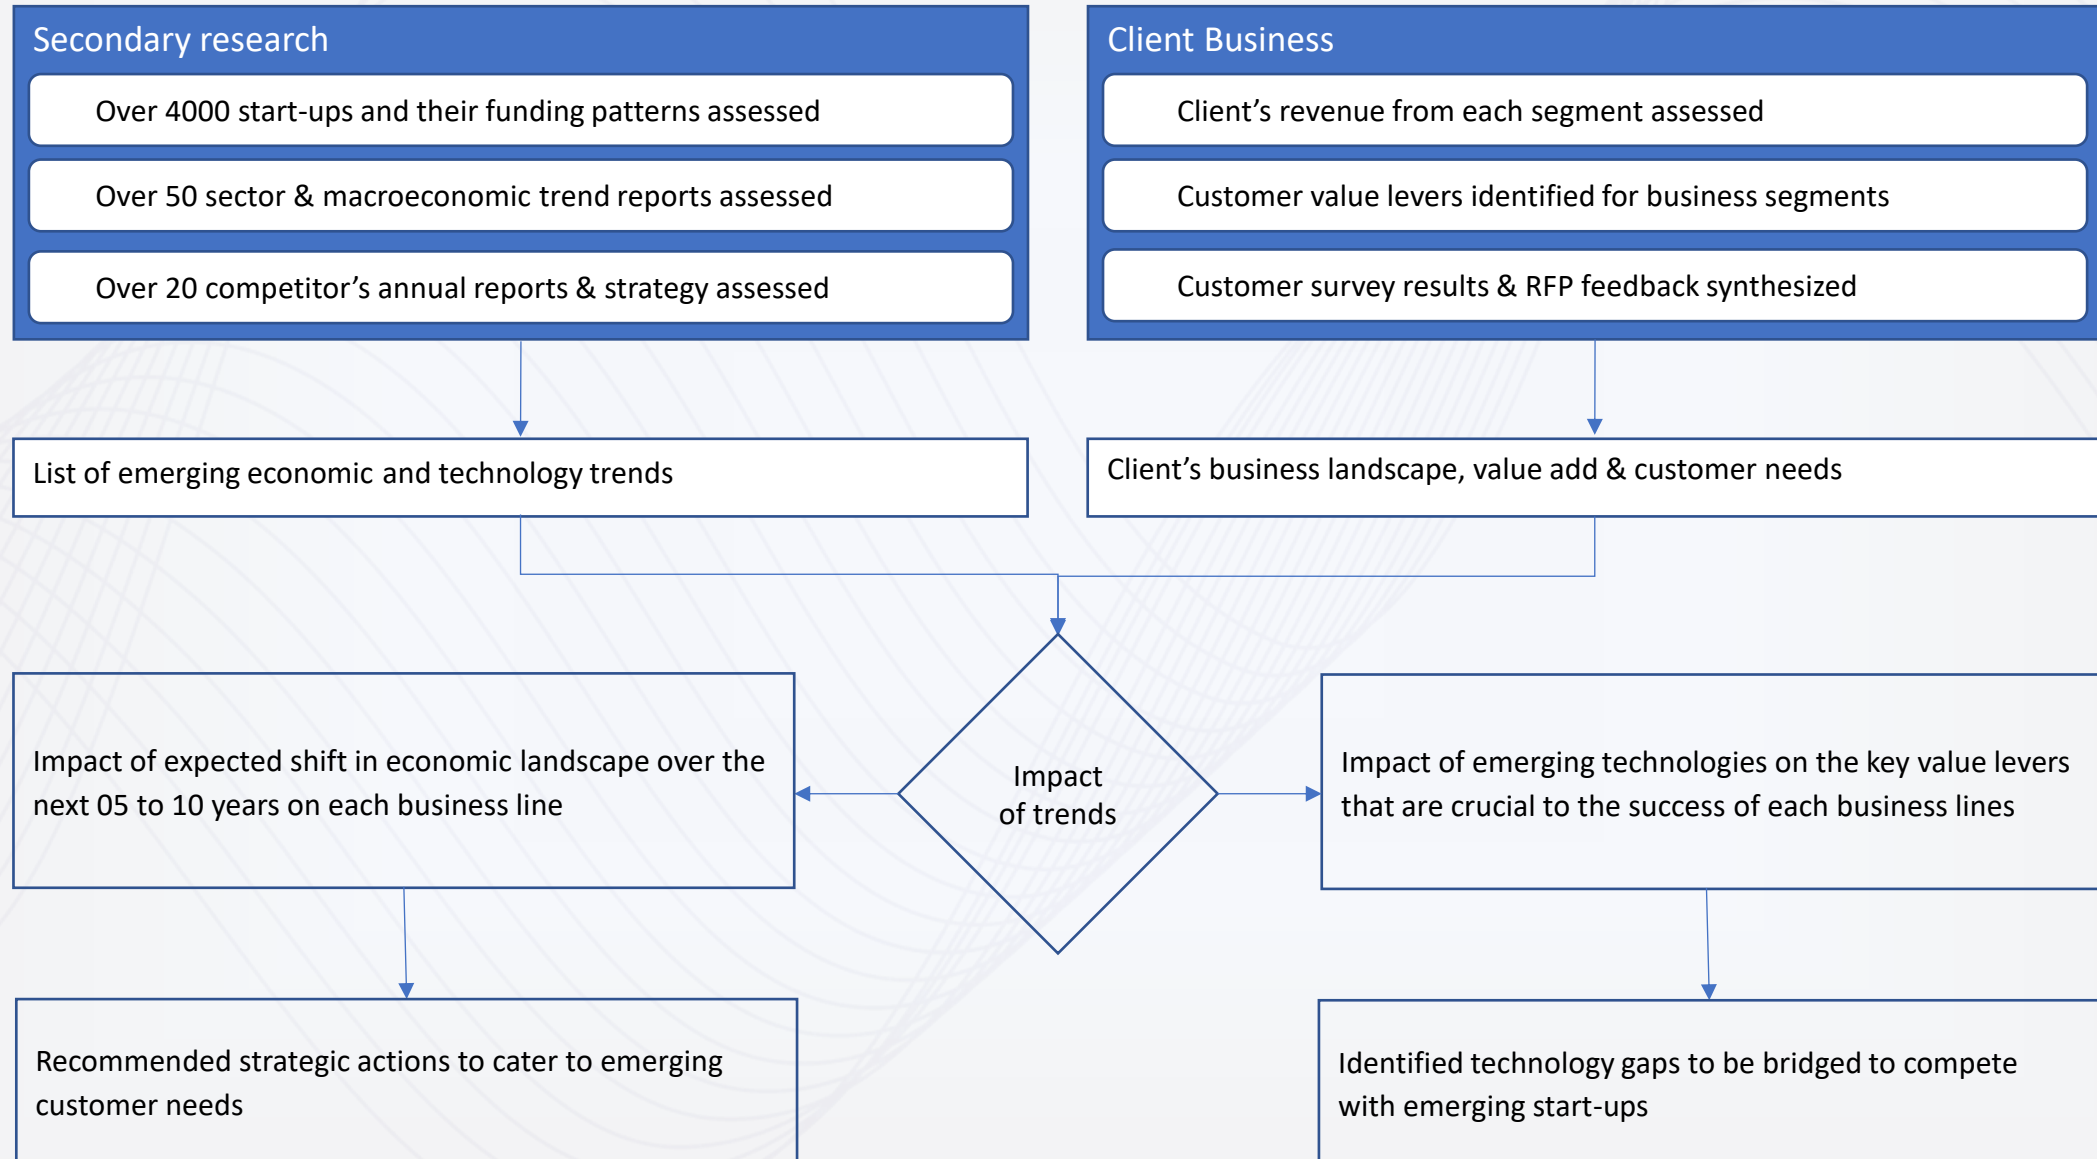 Secondary research
Over 4000 start-ups and their funding patterns assessed
Over 50 sector & macroeconomic trend reports assessed
Over 20 competitor’s annual reports & strategy assessed
Client Business
Client’s revenue from each segment assessed
Customer value levers identified for business segments
Customer survey results & RFP feedback synthesized
List of emerging economic and technology trends
Client’s business landscape, value add & customer needs
Impact of expected shift in economic landscape over the
next 05 to 10 years on each business line
Impact
of trends
Impact of emerging technologies on the key value levers
that are crucial to the success of each business lines
Recommended strategic actions to cater to emerging
customer needs
Identified technology gaps to be bridged to compete
with emerging start-ups